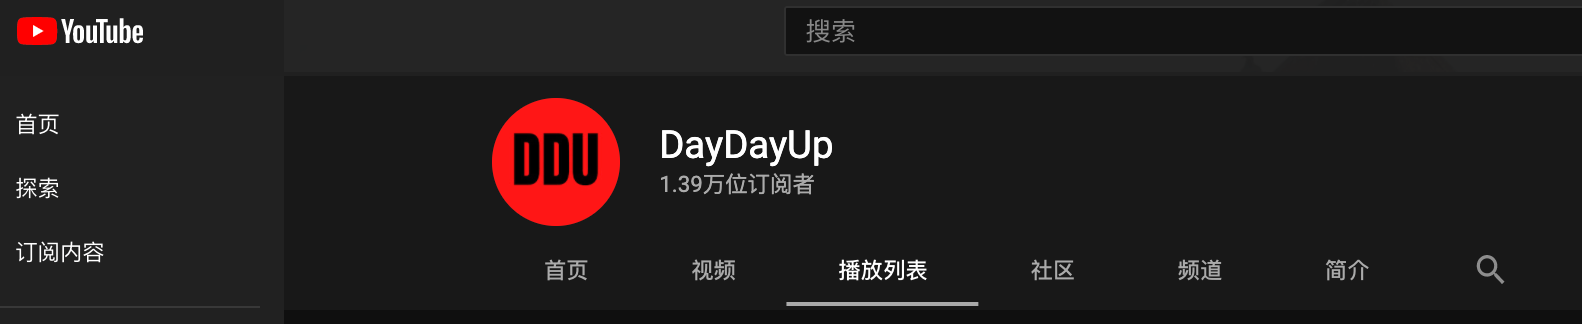 YouTube
搜索
首页
探索
订阅内容
DDU
DayDayUp
1.39万位订阅者
首页 视频 播放列表 社区 频道 简介